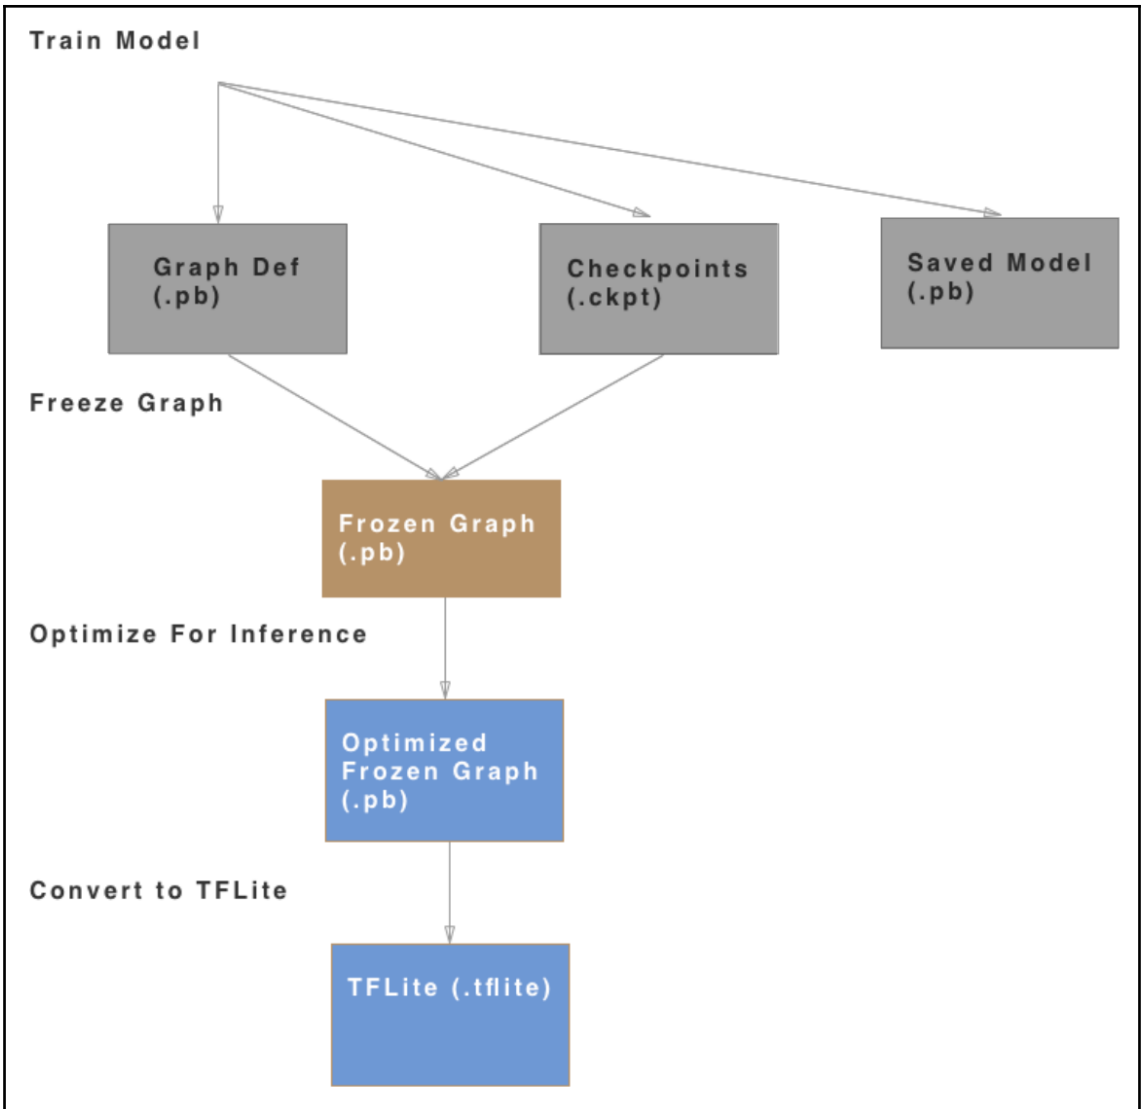 Train Model
Graph Def
(.pb)
Checkpoints
(.ckpt)
Saved Model
(.pb)
Freeze Graph
Frozen Graph
(.pb)
Optimize For Inference
Optimized
Frozen Graph
(.pb)
Convert to TFLite
TFLite (.tflite)